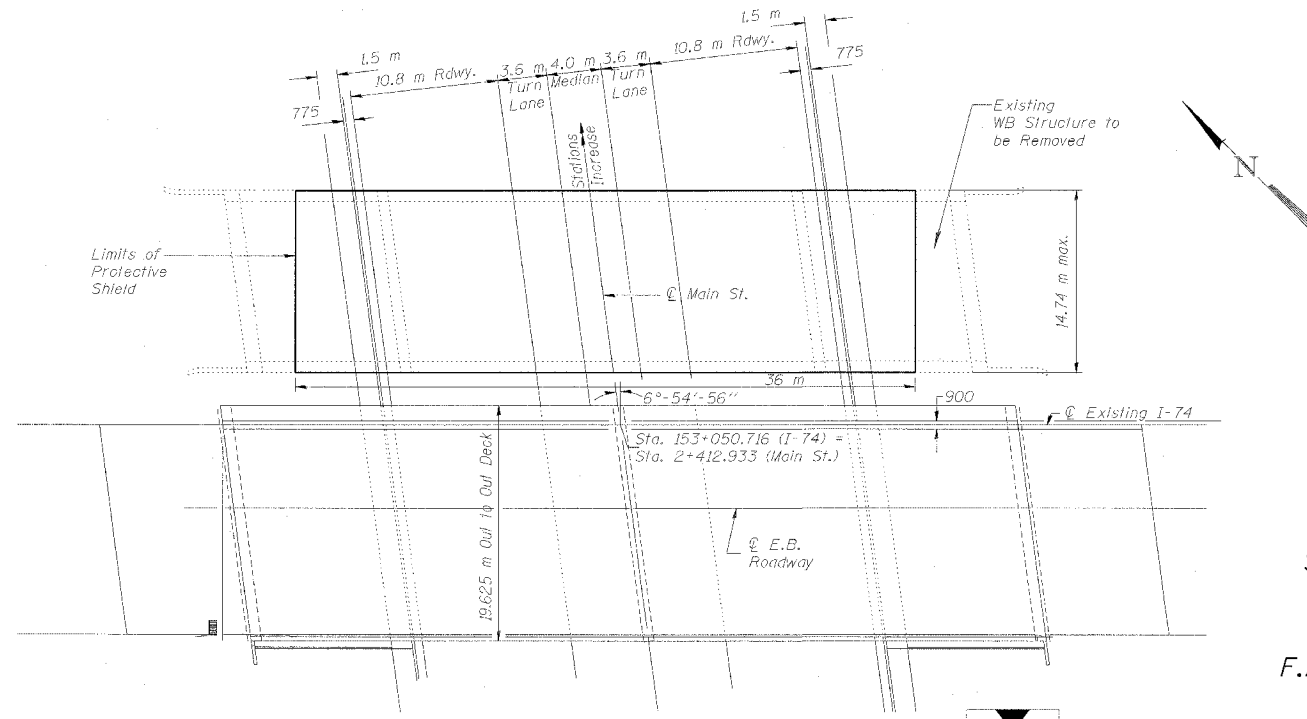 1.5 m
10.8 m Rdwy.
3.6 m
Turn
Lane
4.0 m
Median
3.6 m
Turn
Lane
10.8 m Rdwy.
1.5 m
775
775
Stations
Increase
Existing
WB Structure to
be Removed
N
Limits of
Protective
Shield
℄ Main St.
14.74 m max.
36 m
6°-54'-56"
900
℄ Existing I-74
Sta. 153+050.716 (I-74) =
Sta. 2+412.933 (Main St.)
19.625 m Out to Out Deck
℄ E.B.
Roadway
F.